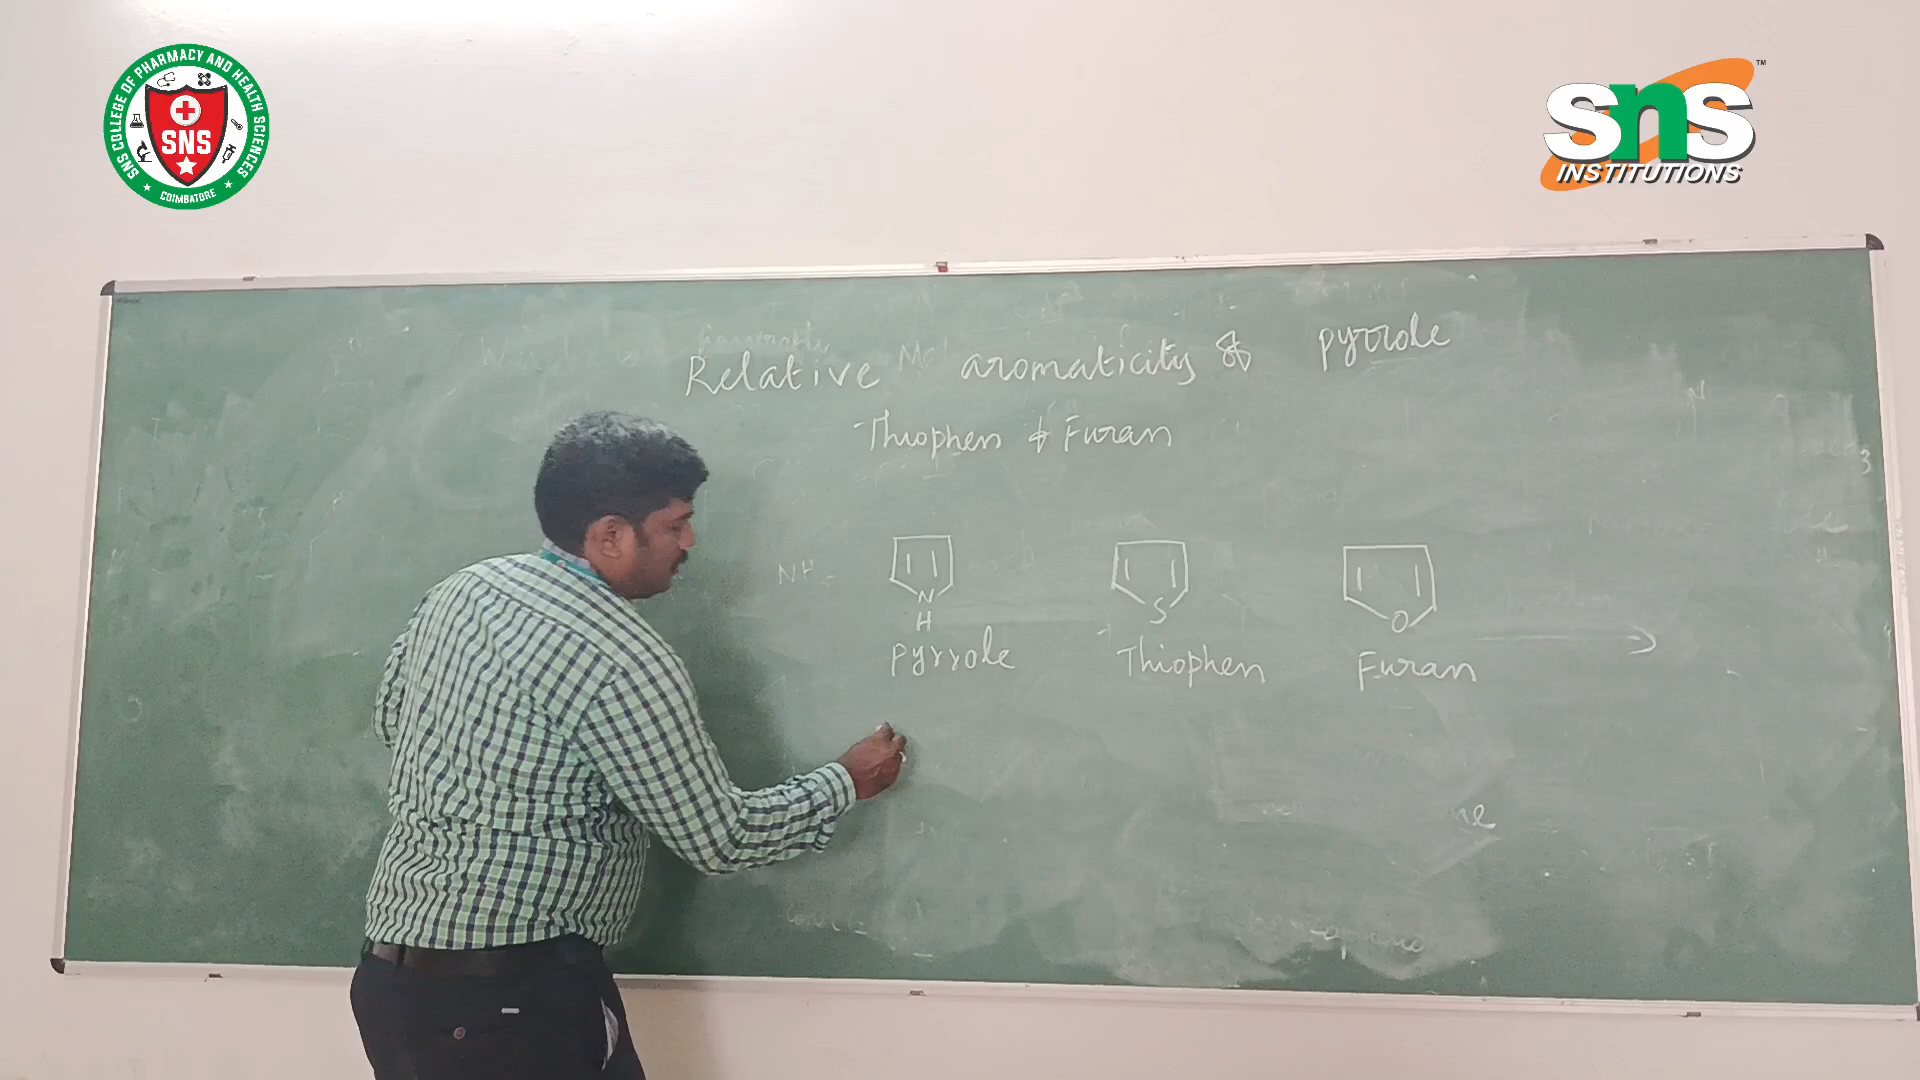 SNS COLLEGE OF PHARMACY AND HEALTH SCIENCES
SNS
COIMBATORE
SNS™
INSTITUTIONS
Relative aromaticity of pyrrole
Thiophen & Furan
N
H
S
O
pyrrole
Thiophen
Furan